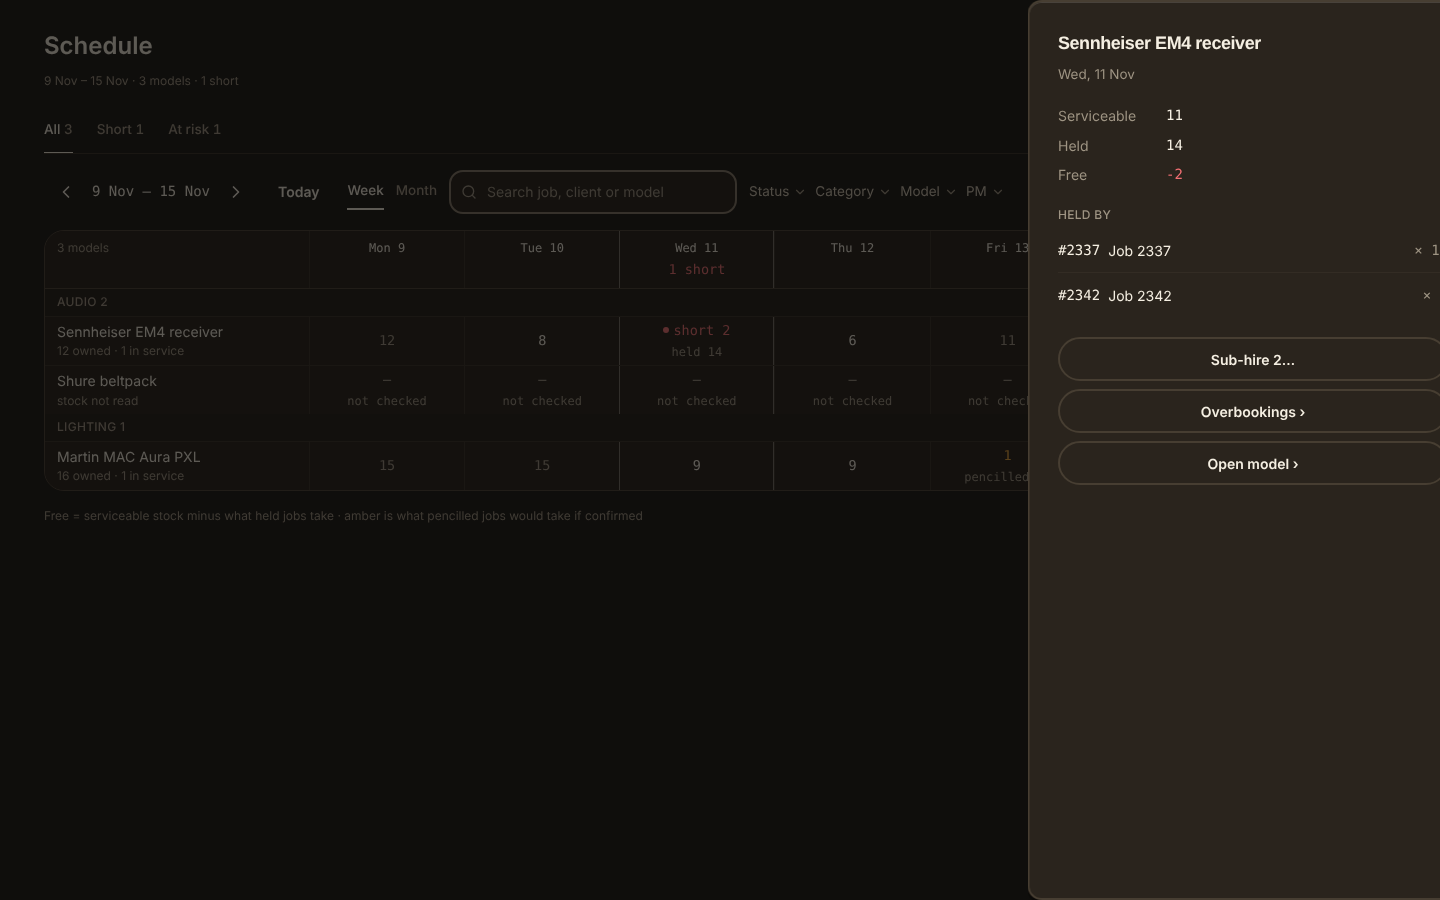 Schedule
9 Nov – 15 Nov · 3 models · 1 short
All 3 Short 1 At risk 1
9 Nov – 15 Nov Today Week Month Search job, client or model Status Category Model PM
3 models Mon 9 Tue 10 Wed 11 Thu 12 Fri 13
1 short
AUDIO 2
Sennheiser EM4 receiver 12 8 short 2 6 11
12 owned · 1 in service held 14
Shure beltpack – – – – –
stock not read not checked not checked not checked not checked
LIGHTING 1
Martin MAC Aura PXL 15 15 9 9 1
16 owned · 1 in service pencilled
Free = serviceable stock minus what held jobs take · amber is what pencilled jobs would take if confirmed
Sennheiser EM4 receiver
Wed, 11 Nov
Serviceable 11
Held 14
Free -2
HELD BY
#2337 Job 2337 ×
#2342 Job 2342 ×
Sub-hire 2…
Overbookings ›
Open model ›